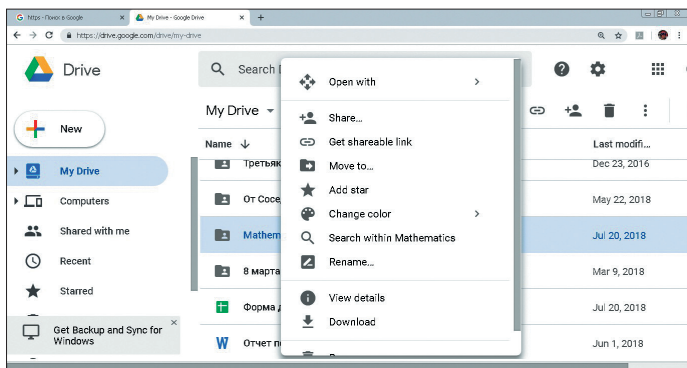 https - Поиск в Google
My Drive - Google Drive
https://drive.google.com/drive/my-drive
Drive
Search
New
My Drive
Computers
Shared with me
Recent
Starred
Get Backup and Sync for
Windows
My Drive
Name
Last modifi...
Третьяк
Dec 23, 2016
От Сосе
May 22, 2018
Mathem
Jul 20, 2018
8 марта
Mar 9, 2018
Форма
Jul 20, 2018
Отчет
Jun 1, 2018
Open with
Share...
Get shareable link
Move to...
Add star
Change color
Search within Mathematics
Rename...
View details
Download